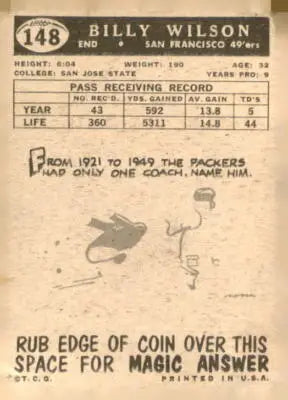 148
BILLY WILSON
END • SAN FRANCISCO 49'ers
HEIGHT: 6:04 WEIGHT: 190 AGE: 32
COLLEGE: SAN JOSE STATE YEARS PRO: 9
PASS RECEIVING RECORD
NO. REC'D. YDS. GAINED AV. GAIN TD'S
YEAR 43 592 13.8 5
LIFE 360 5311 14.8 44
FROM 1921 TO 1949 THE PACKERS
HAD ONLY ONE COACH, NAME HIM.
RUB EDGE OF COIN OVER THIS
SPACE FOR MAGIC ANSWER
©T.C.G. PRINTED IN U.S.A.